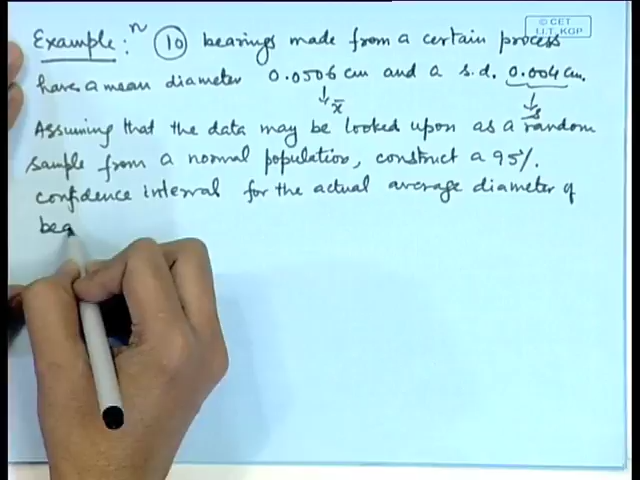 © CET
I.I.T. KGP
Example : n 10 bearings made from a certain process
have a mean diameter 0.0506 cm and a s.d. 0.004 cm.
↓ x̄ ↓ s
Assuming that the data may be looked upon as a random
sample from a normal population, construct a 95%.
confidence interval for the actual average diameter of
bea